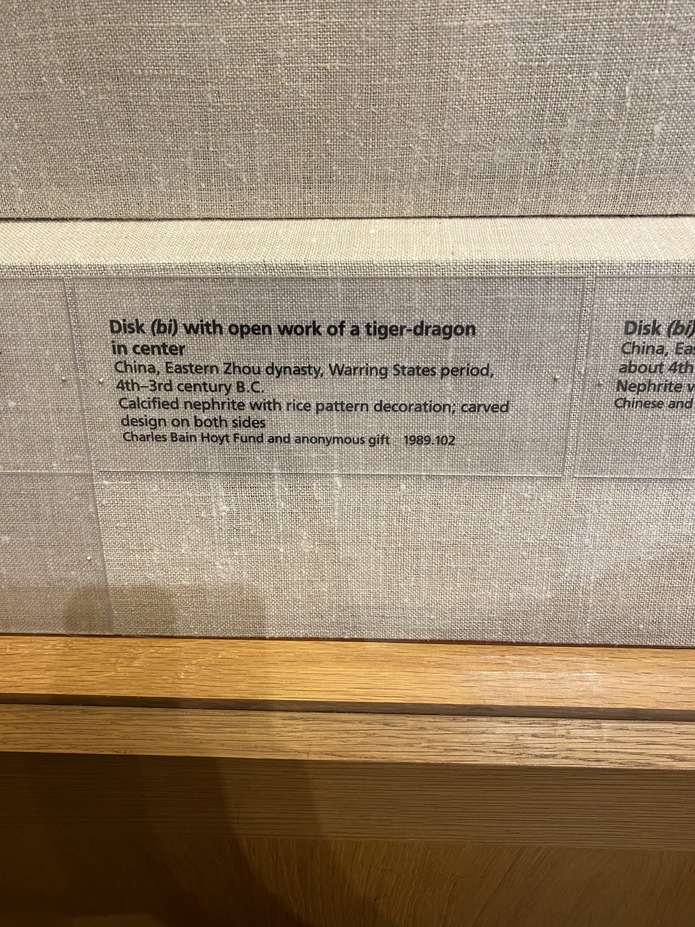 Disk (bi) with open work of a tiger-dragon
in center
China, Eastern Zhou dynasty, Warring States period,
4th–3rd century B.C.
Calcified nephrite with rice pattern decoration; carved
design on both sides
Charles Bain Hoyt Fund and anonymous gift 1989.102
Disk (bi)
China, Eas
about 4th
Nephrite w
Chinese and